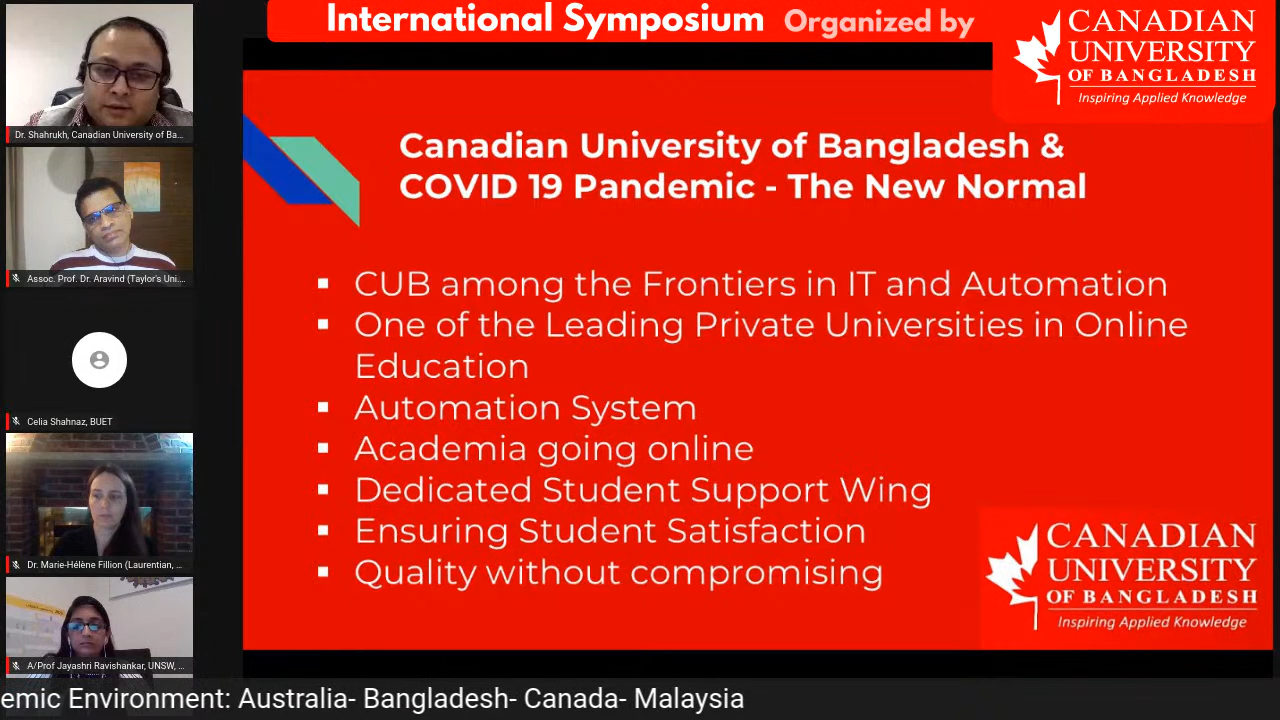 International Symposium Organized by
CANADIAN
UNIVERSITY
OF BANGLADESH
Inspiring Applied Knowledge
Dr. Shahrukh, Canadian University of Ba...
Assoc. Prof. Dr. Aravind (Taylor's Uni....
Celia Shahnaz, BUET
Dr. Marie-Hélène Fillion (Laurentian, ...
A/Prof Jayashri Ravishankar, UNSW, ...
Canadian University of Bangladesh &
COVID 19 Pandemic - The New Normal
▪ CUB among the Frontiers in IT and Automation
▪ One of the Leading Private Universities in Online
Education
▪ Automation System
▪ Academia going online
▪ Dedicated Student Support Wing
▪ Ensuring Student Satisfaction
▪ Quality without compromising
CANADIAN
UNIVERSITY
OF BANGLADESH
Inspiring Applied Knowledge
emic Environment: Australia- Bangladesh- Canada- Malaysia